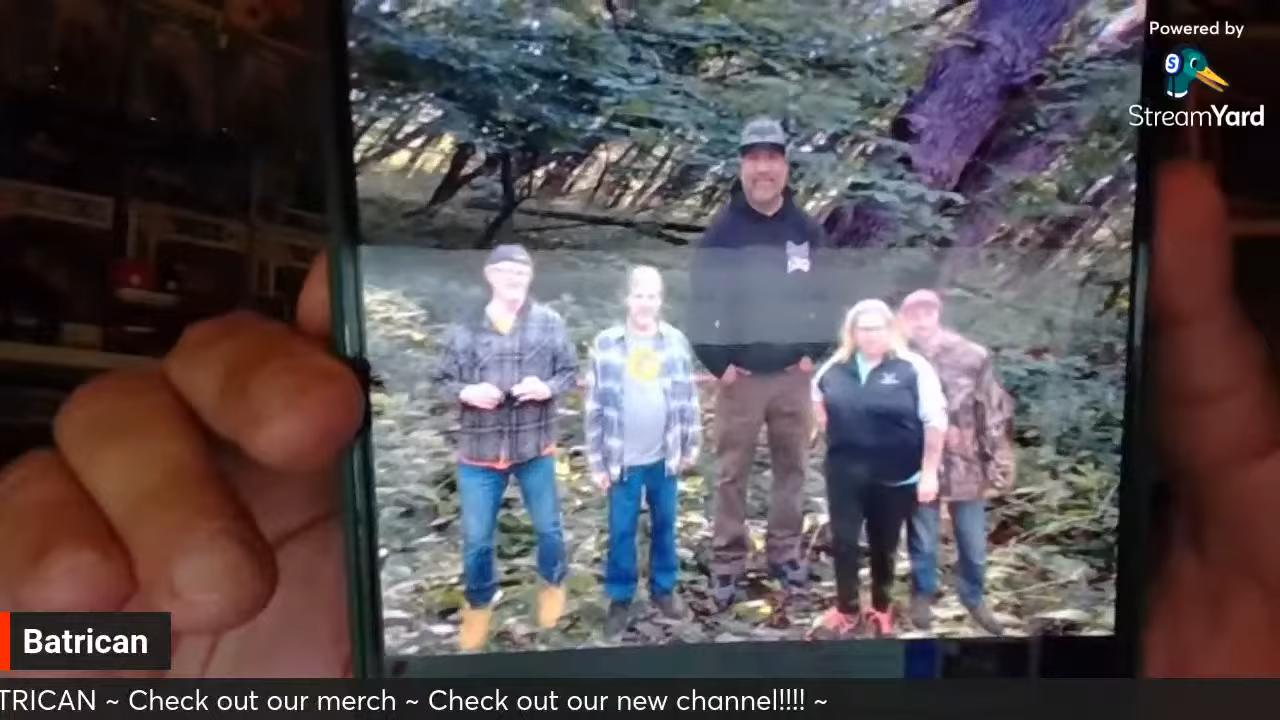 Powered by
S
StreamYard
Batrican
TRICAN ~ Check out our merch ~ Check out our new channel!!!! ~